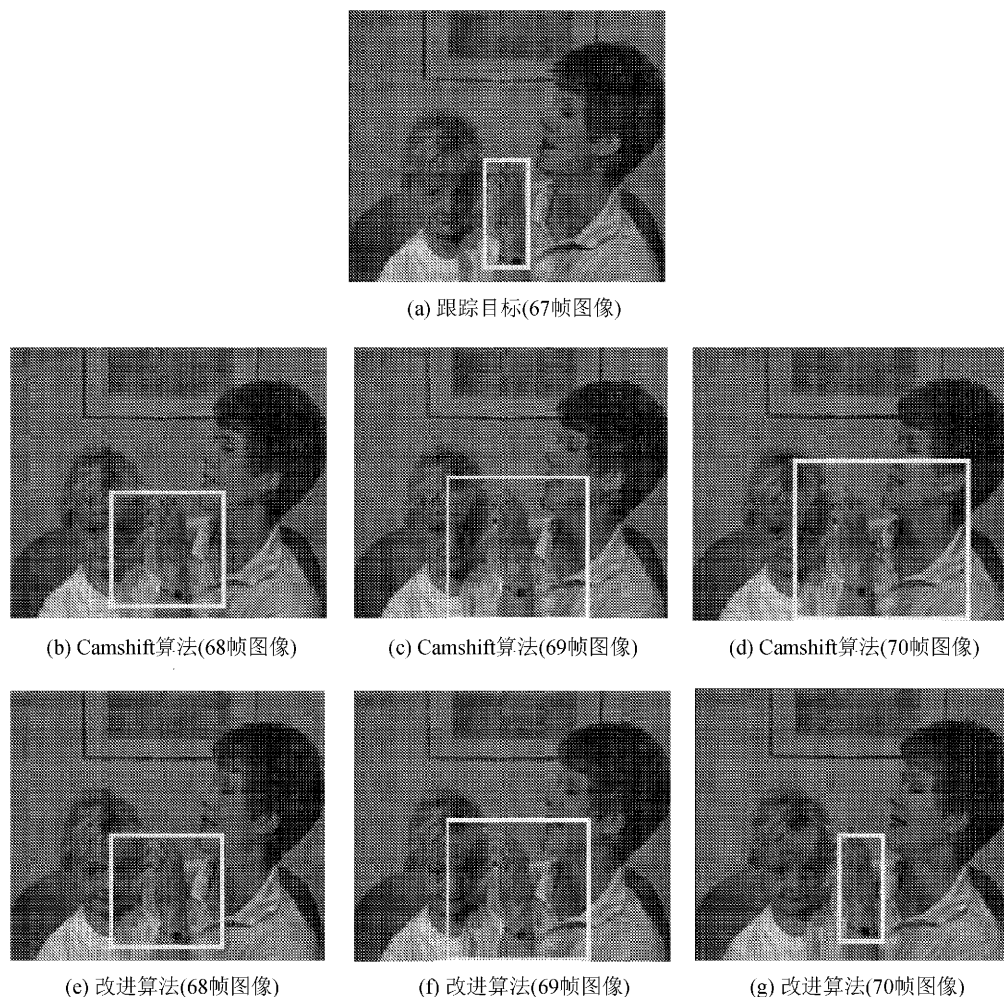 (a) 跟踪目标(67帧图像)
(b) Camshift算法(68帧图像)
(c) Camshift算法(69帧图像)
(d) Camshift算法(70帧图像)
(e) 改进算法(68帧图像)
(f) 改进算法(69帧图像)
(g) 改进算法(70帧图像)